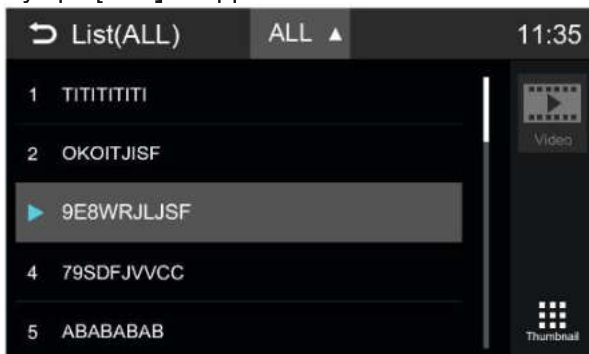 List(ALL)
ALL ▲
11:35
1 TITITITITI
2 OKOITJISF
9E8WRJLJSF
4 79SDFJVVCC
5 ABABABAB
Video
Thumbnail